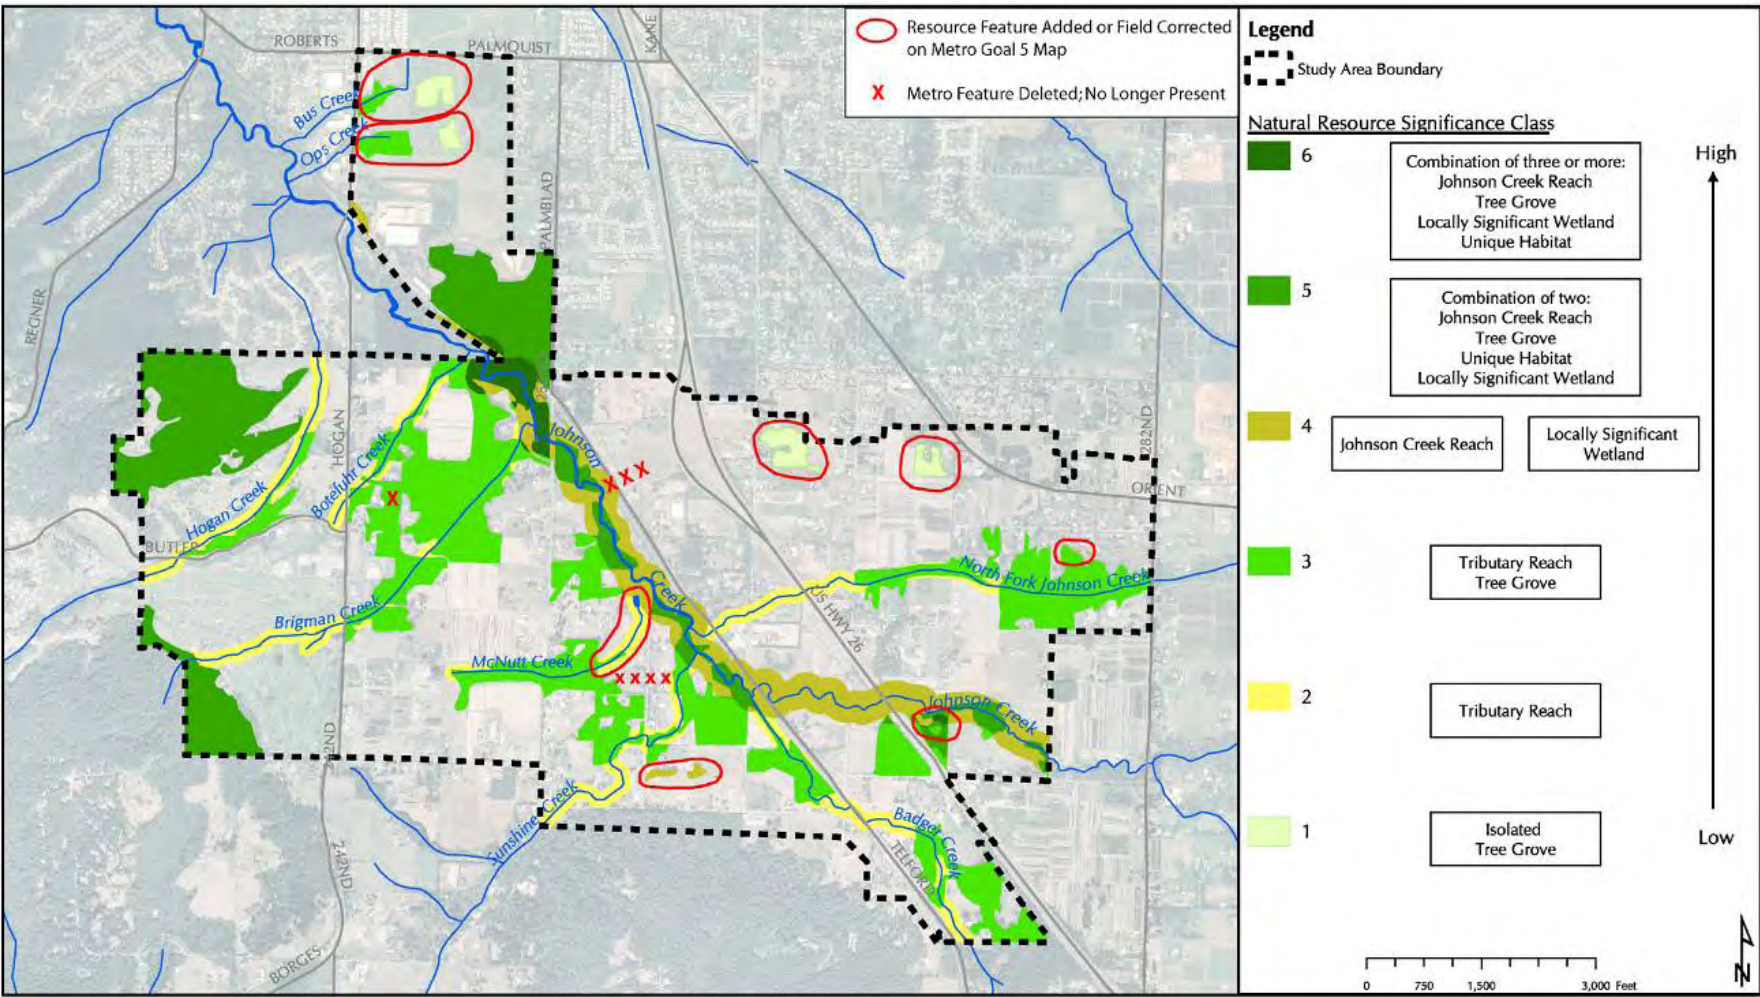 Resource Feature Added or Field Corrected
on Metro Goal 5 Map
X Metro Feature Deleted; No Longer Present
Legend
Study Area Boundary
Natural Resource Significance Class
6
Combination of three or more:
Johnson Creek Reach
Tree Grove
Locally Significant Wetland
Unique Habitat
High
5
Combination of two:
Johnson Creek Reach
Tree Grove
Unique Habitat
Locally Significant Wetland
4
Johnson Creek Reach
Locally Significant
Wetland
3
Tributary Reach
Tree Grove
2
Tributary Reach
1
Isolated
Tree Grove
Low
0 750 1,500 3,000 Feet
N
ROBERTS
PALMQUIST
KANE
Bus Creek
Ops Creek
PALMBLAD
REGNER
HOGAN
Botefuhr Creek
Hogan Creek
BUTLER
Johnson
X X X
X
282ND
ORIENT
North Fork Johnson Creek
Creek
US HWY 26
Brigman Creek
McNutt Creek
X X X X
Johnson Creek
Sunshine Creek
Badger Creek
TELFORD
242ND
BORGES